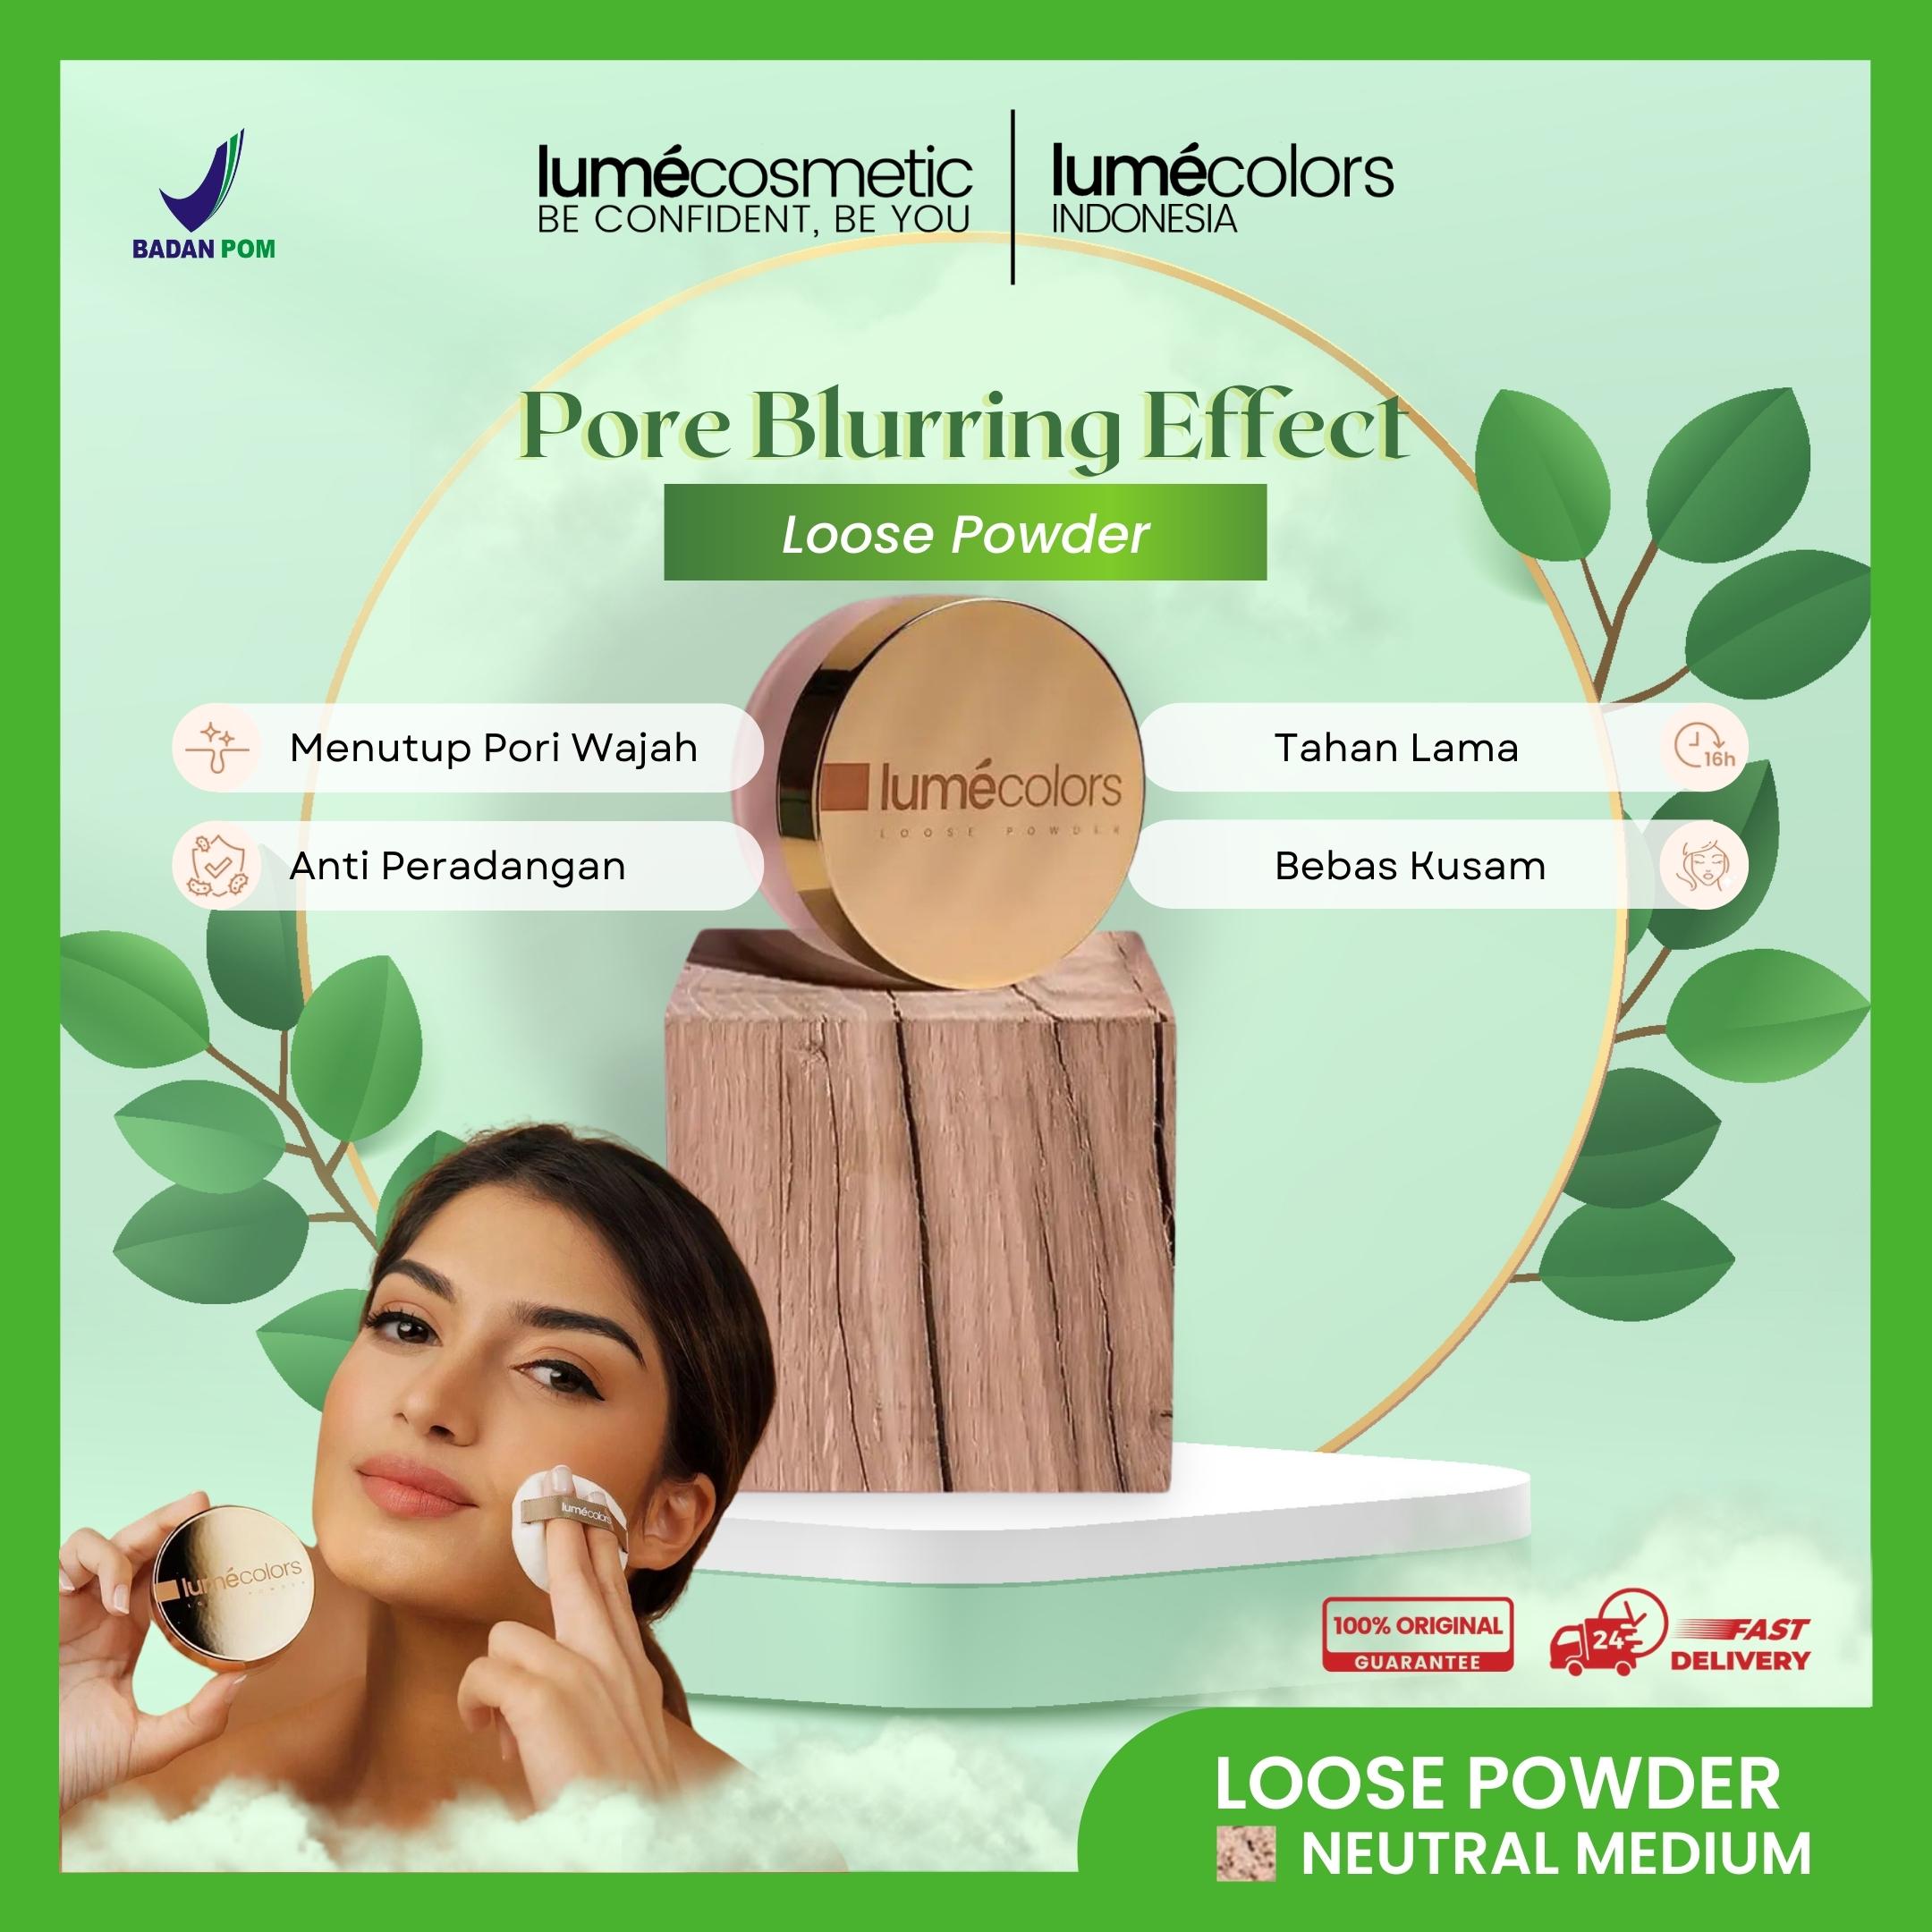 BADAN POM
lumécosmetic
BE CONFIDENT, BE YOU
lumécolors
INDONESIA
Pore Blurring Effect
Loose Powder
Menutup Pori Wajah
Tahan Lama
16h
Anti Peradangan
Bebas Kusam
lumécolors
LOOSE POWDER
lumécolors
lumécolors
100% ORIGINAL
GUARANTEE
24
FAST
DELIVERY
LOOSE POWDER
NEUTRAL MEDIUM